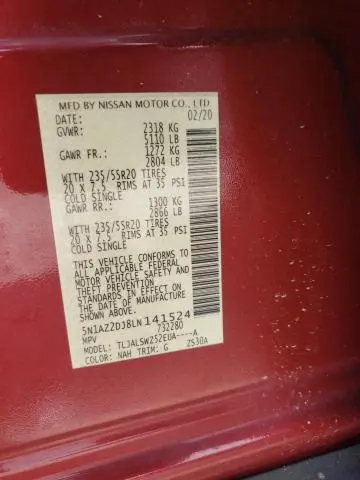 MFD BY NISSAN MOTOR CO., LTD
DATE: 02/20
GVWR: 2318 KG
5110 LB
GAWR FR.: 1272 KG
2804 LB
WITH 235/55R20 TIRES
20 X 7.5 RIMS AT 35 PSI
COLD SINGLE
GAWR RR.: 1300 KG
2866 LB
WITH 235/55R20 TIRES
20 X 7.5 RIMS AT 35 PSI
COLD SINGLE
THIS VEHICLE CONFORMS
TO ALL APPLICABLE FEDERAL
MOTOR VEHICLE SAFETY AND
THEFT PREVENTION
STANDARDS IN EFFECT ON
THE DATE OF MANUFACTURE
SHOWN ABOVE.
5N1AZ2DJ8LN141524
MPV 732280
MODEL: TLJALSWZ52EUA----A
COLOR: NAH TRIM: G ZS30A